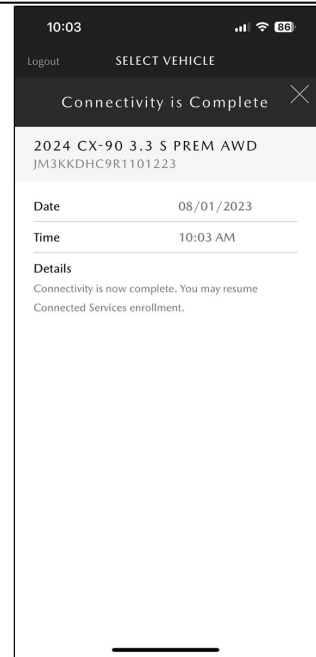 10:03 86
Logout SELECT VEHICLE
Connectivity is Complete
2024 CX-90 3.3 S PREM AWD
JM3KKDHC9R1101223
Date 08/01/2023
Time 10:03 AM
Details
Connectivity is now complete. You may resume
Connected Services enrollment.